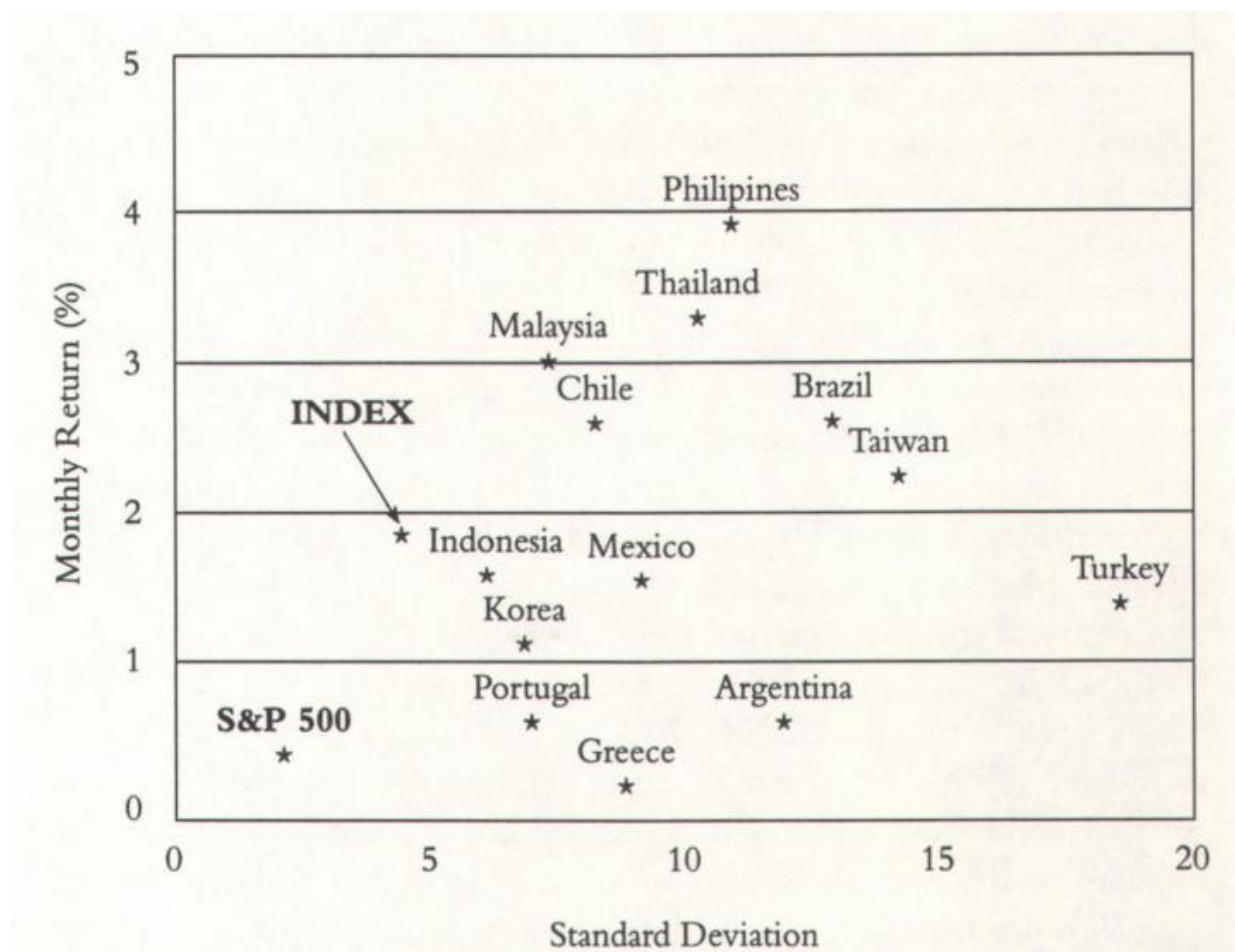 5
Philipines
4
Thailand
Malaysia
3
Chile
Brazil
INDEX
Taiwan
Monthly Return (%)
2
Indonesia
Mexico
Turkey
Korea
1
Portugal
Argentina
S&P 500
Greece
0
0 5 10 15 20
Standard Deviation